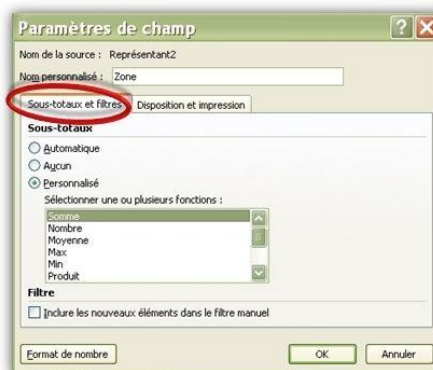 Paramètres de champ
Nom de la source : Représentant2
Nom personnalisé : Zone
Sous-totaux et filtres Disposition et impression
Sous-totaux
Automatique
Aucun
Personnalisé
Sélectionner une ou plusieurs fonctions :
Somme
Nombre
Moyenne
Max
Min
Produit
Filtre
Inclure les nouveaux éléments dans le filtre manuel
Format de nombre OK Annuler